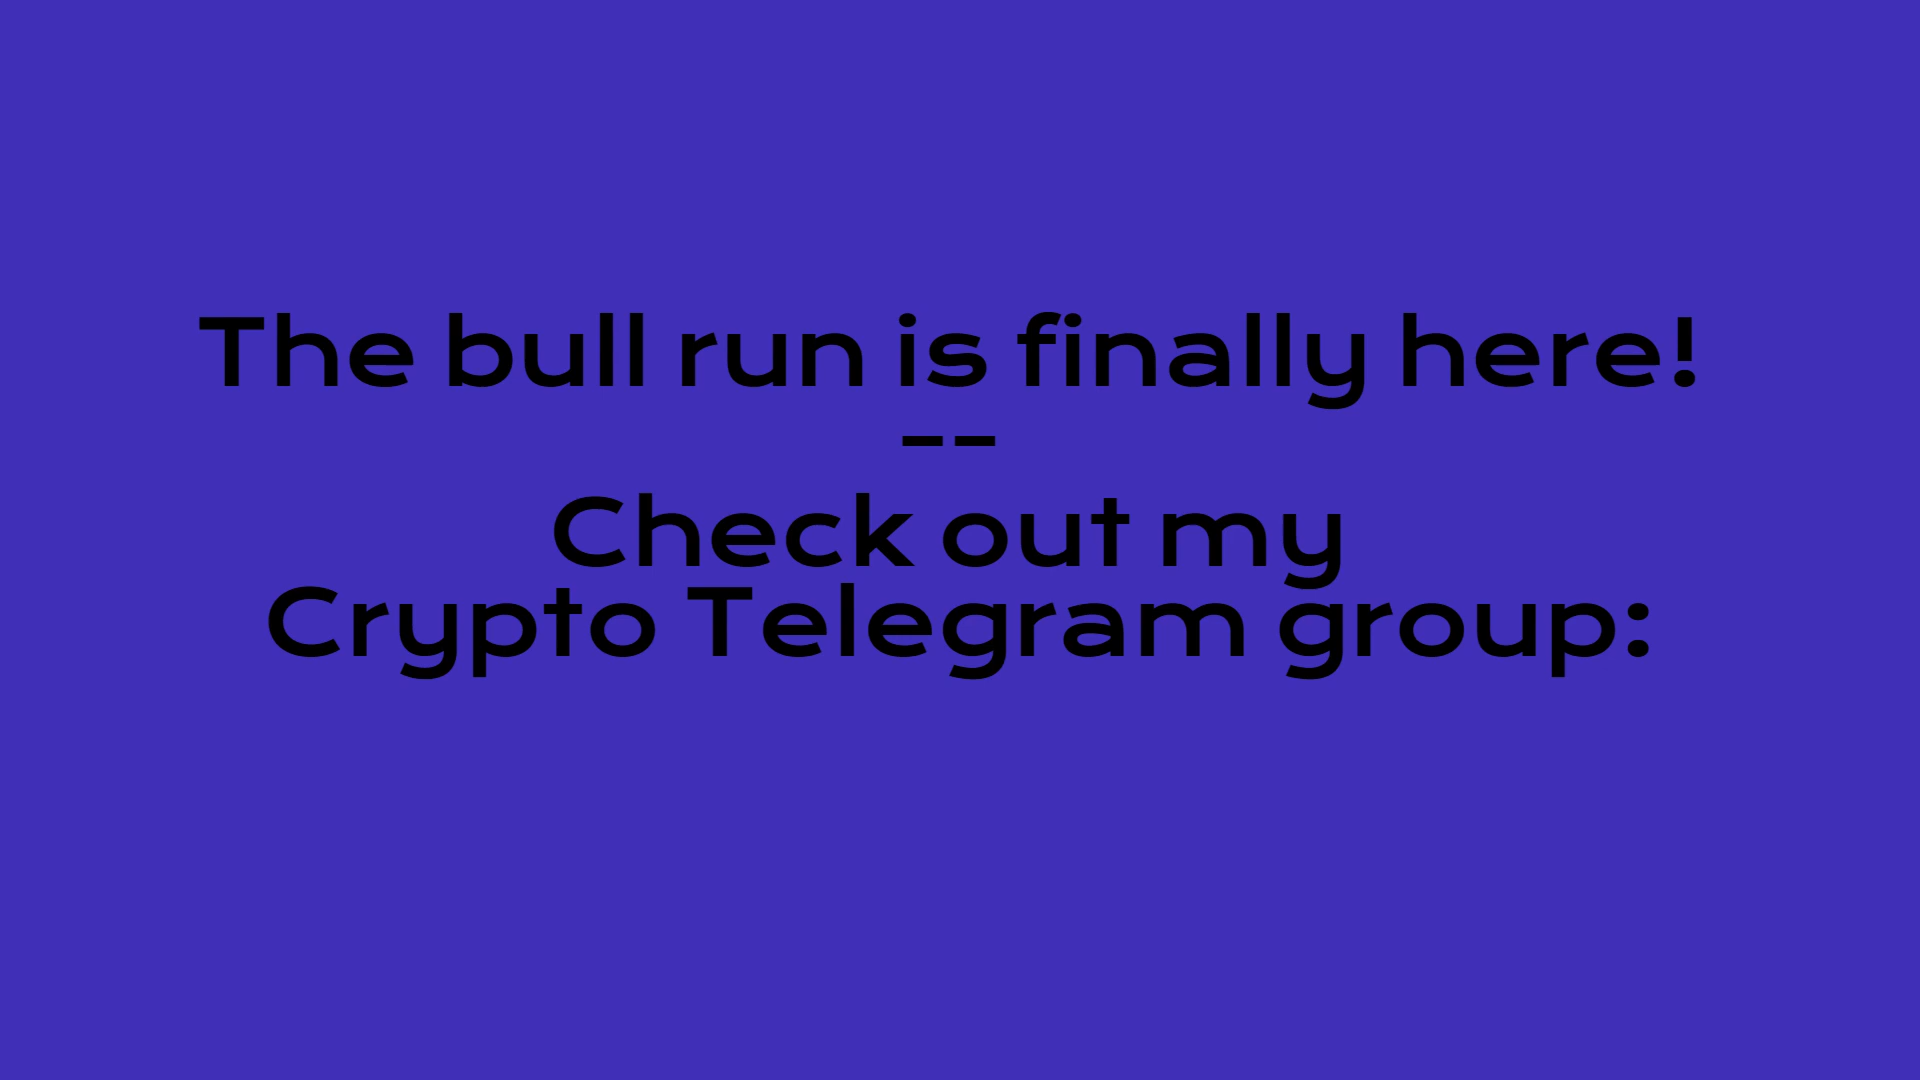 The bull run is finally here!
--
Check out my
Crypto Telegram group: